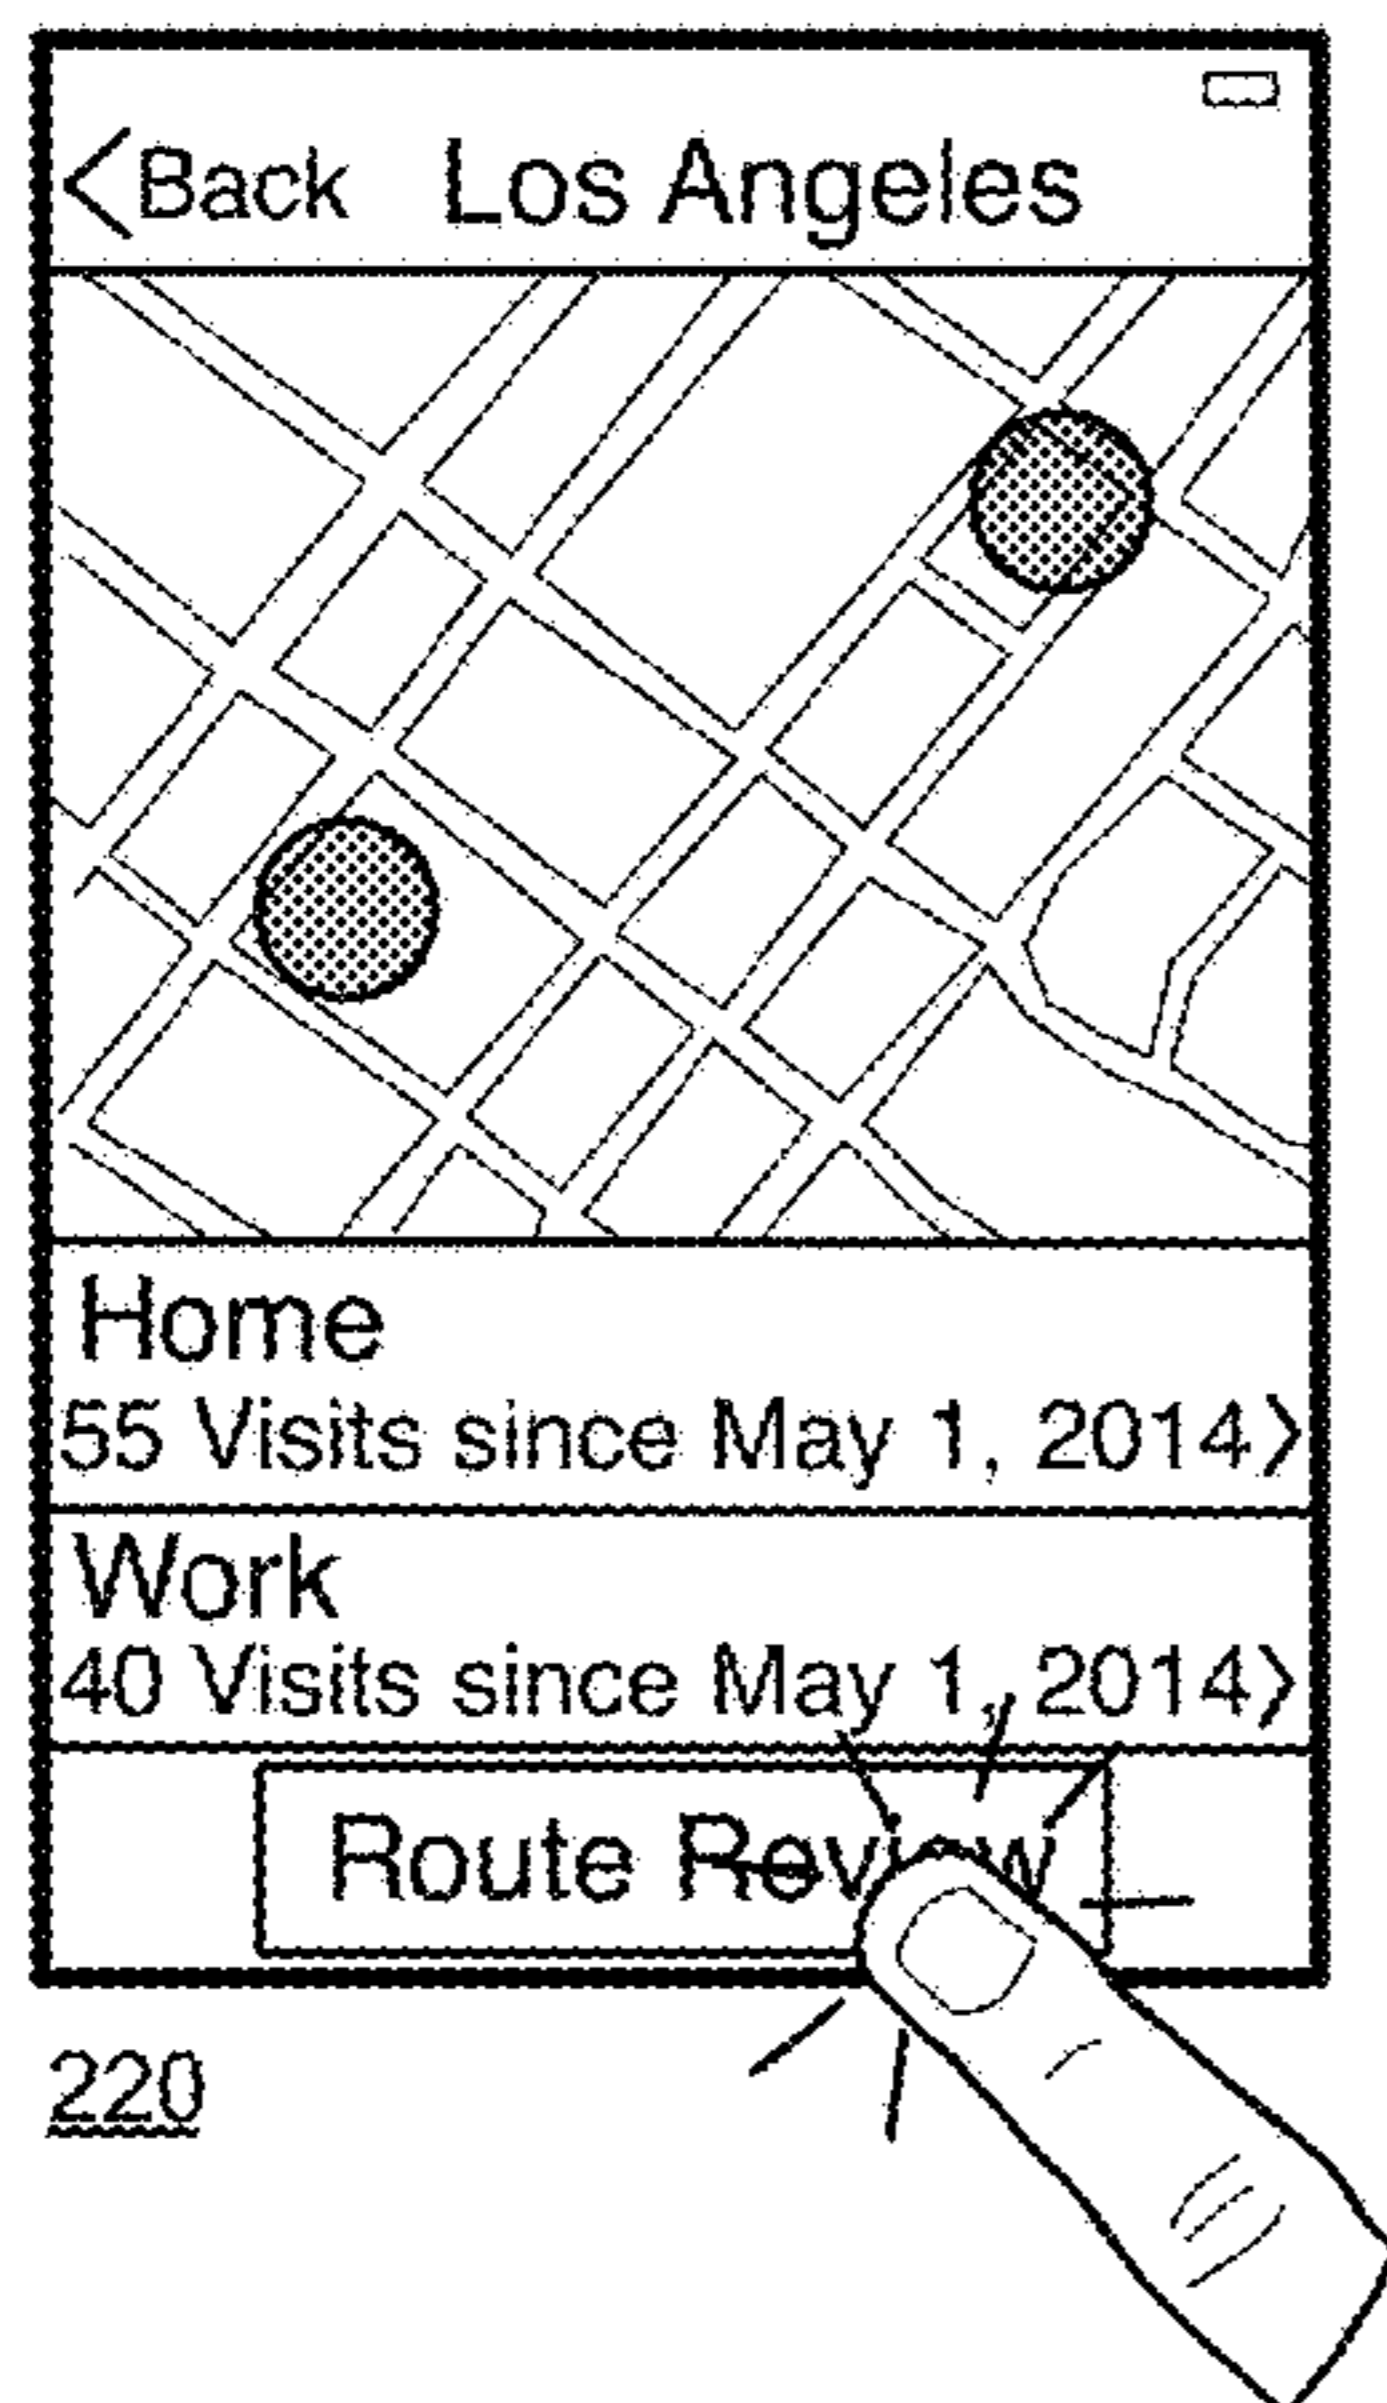 <Back Los Angeles
Home
55 Visits since May 1, 2014>
Work
40 Visits since May 1, 2014>
Route Review
220